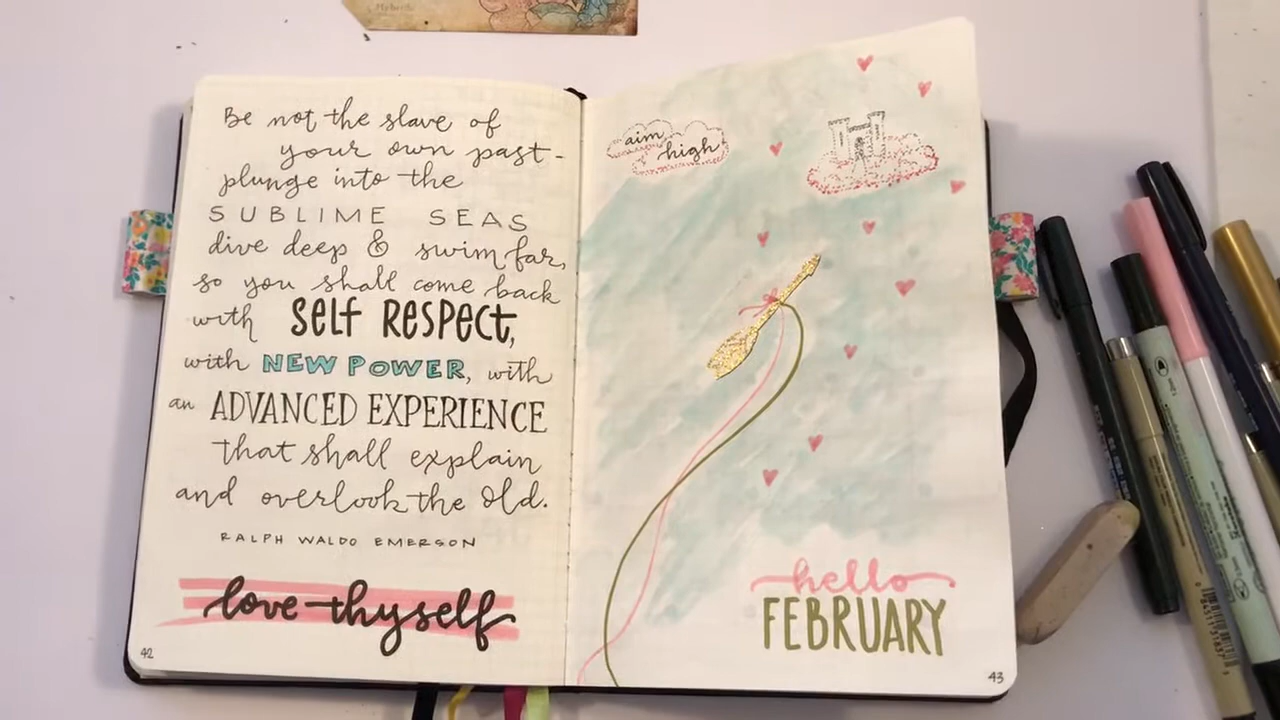 Be not the slave of
your own past -
plunge into the
SUBLIME SEAS
dive deep & swim far,
so you shall come back
with SELF RESPECT,
with NEW POWER, with
an ADVANCED EXPERIENCE
that shall explain
and overlook the old.
RALPH WALDO EMERSON
love thyself
42
aim
high
hello
FEBRUARY
43